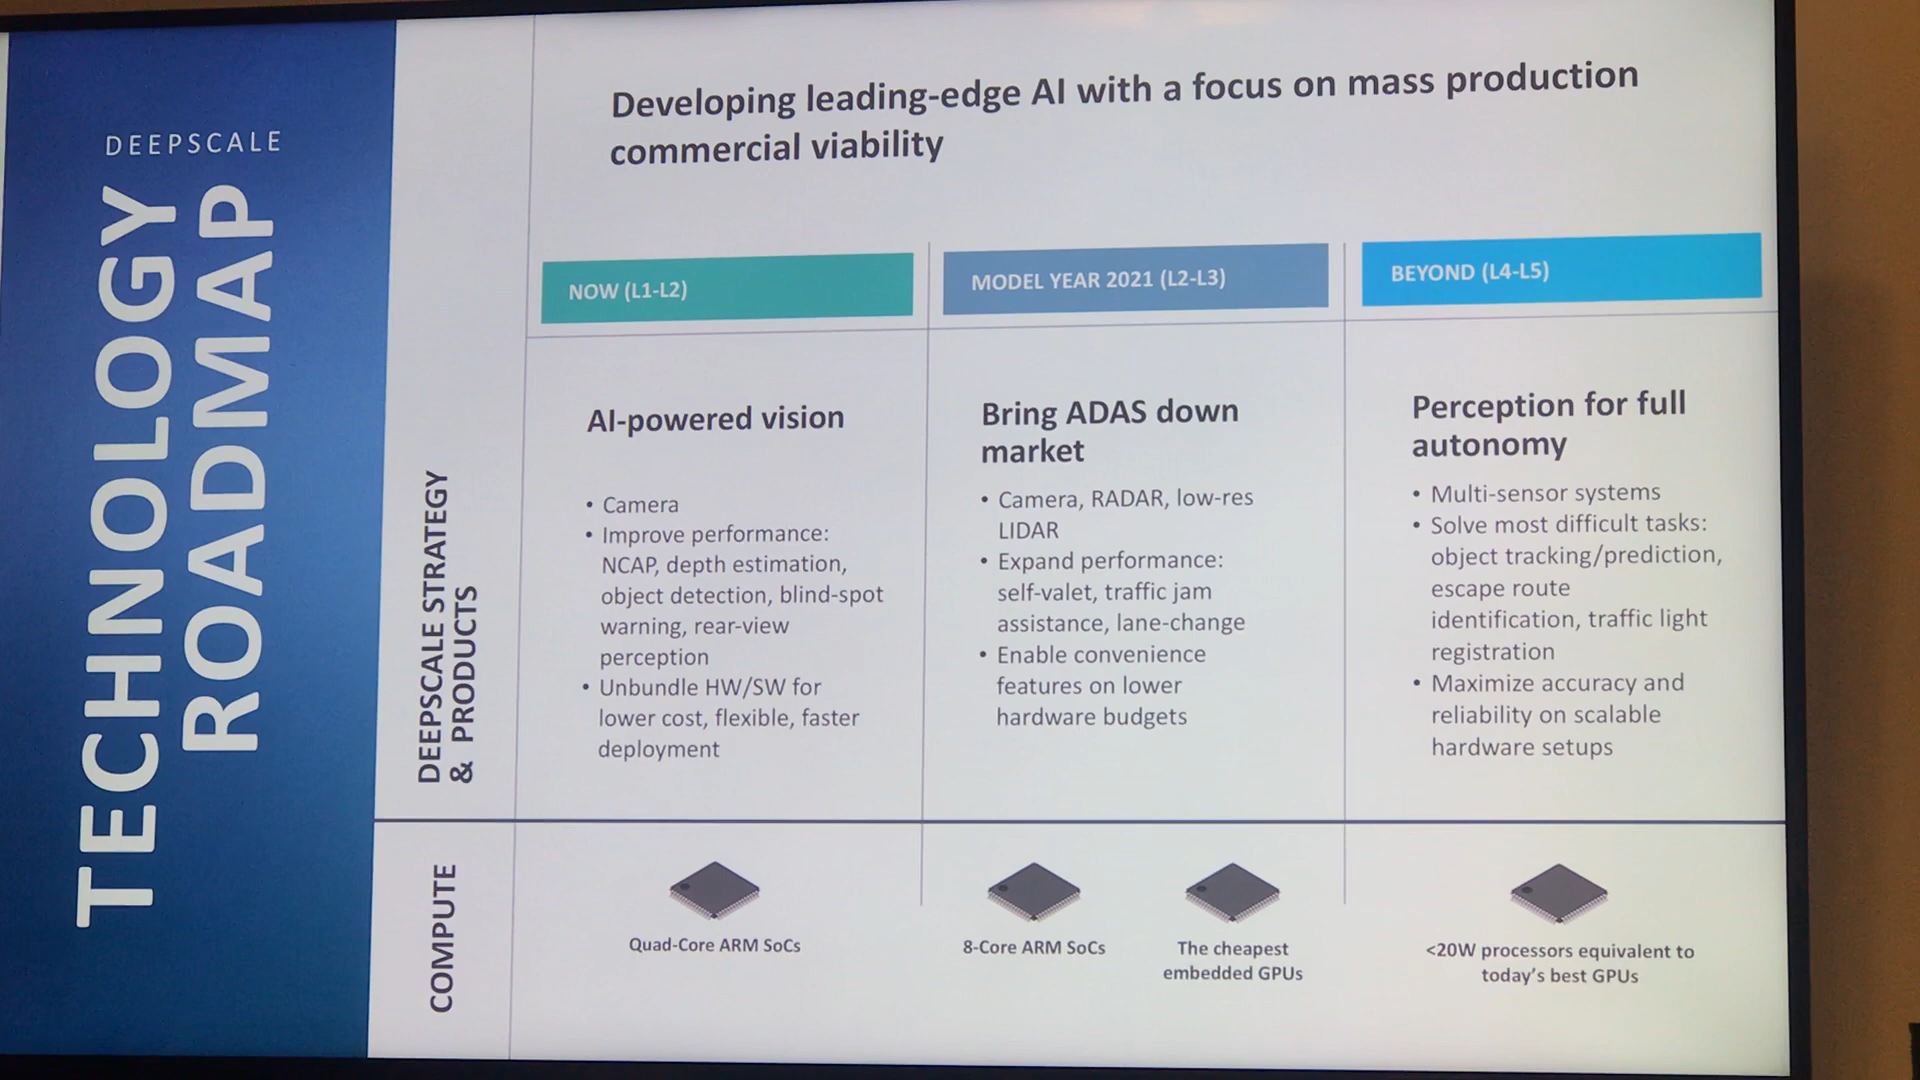 DEEPSCALE
TECHNOLOGY
ROADMAP
Developing leading-edge AI with a focus on mass production
commercial viability
NOW (L1-L2)
MODEL YEAR 2021 (L2-L3)
BEYOND (L4-L5)
DEEPSCALE STRATEGY
& PRODUCTS
AI-powered vision
• Camera
• Improve performance:
NCAP, depth estimation,
object detection, blind-spot
warning, rear-view
perception
• Unbundle HW/SW for
lower cost, flexible, faster
deployment
Bring ADAS down
market
• Camera, RADAR, low-res
LIDAR
• Expand performance:
self-valet, traffic jam
assistance, lane-change
• Enable convenience
features on lower
hardware budgets
Perception for full
autonomy
• Multi-sensor systems
• Solve most difficult tasks:
object tracking/prediction,
escape route
identification, traffic light
registration
• Maximize accuracy and
reliability on scalable
hardware setups
COMPUTE
Quad-Core ARM SoCs
8-Core ARM SoCs
The cheapest
embedded GPUs
<20W processors equivalent to
today's best GPUs